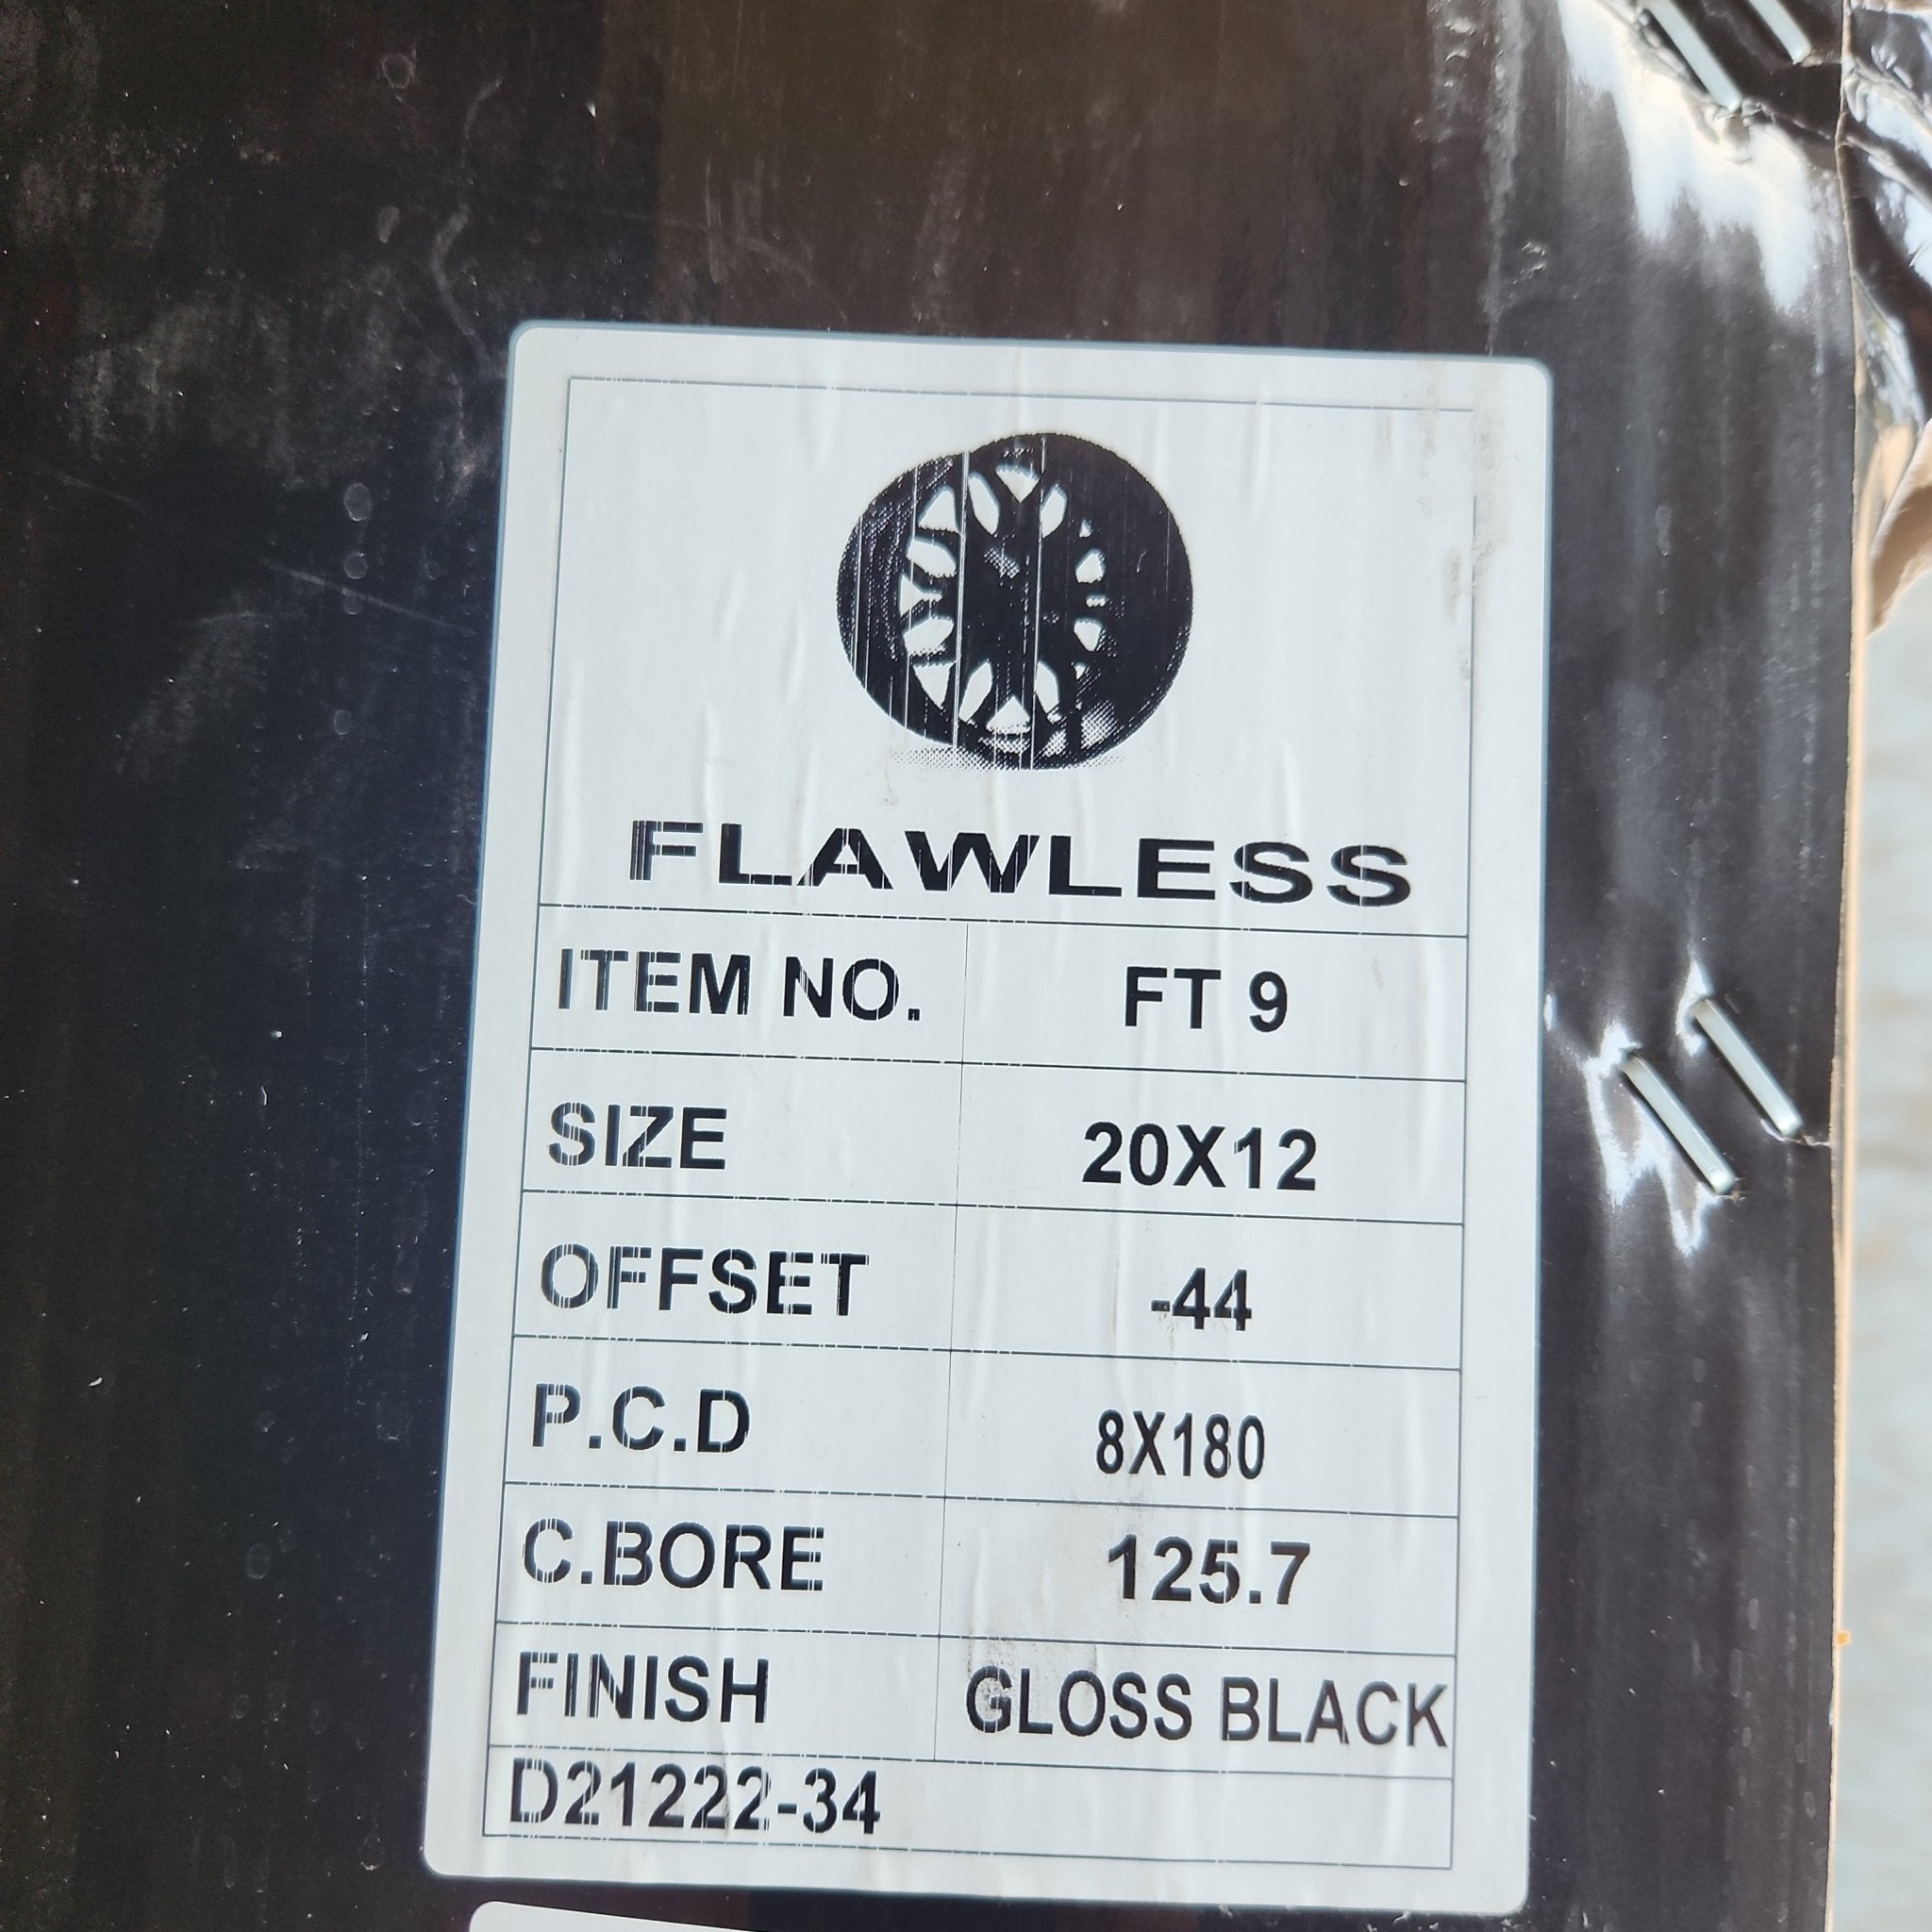 FLAWLESS
ITEM NO. FT 9
SIZE 20X12
OFFSET -44
P.C.D 8X180
C.BORE 125.7
FINISH GLOSS BLACK
D21222-34